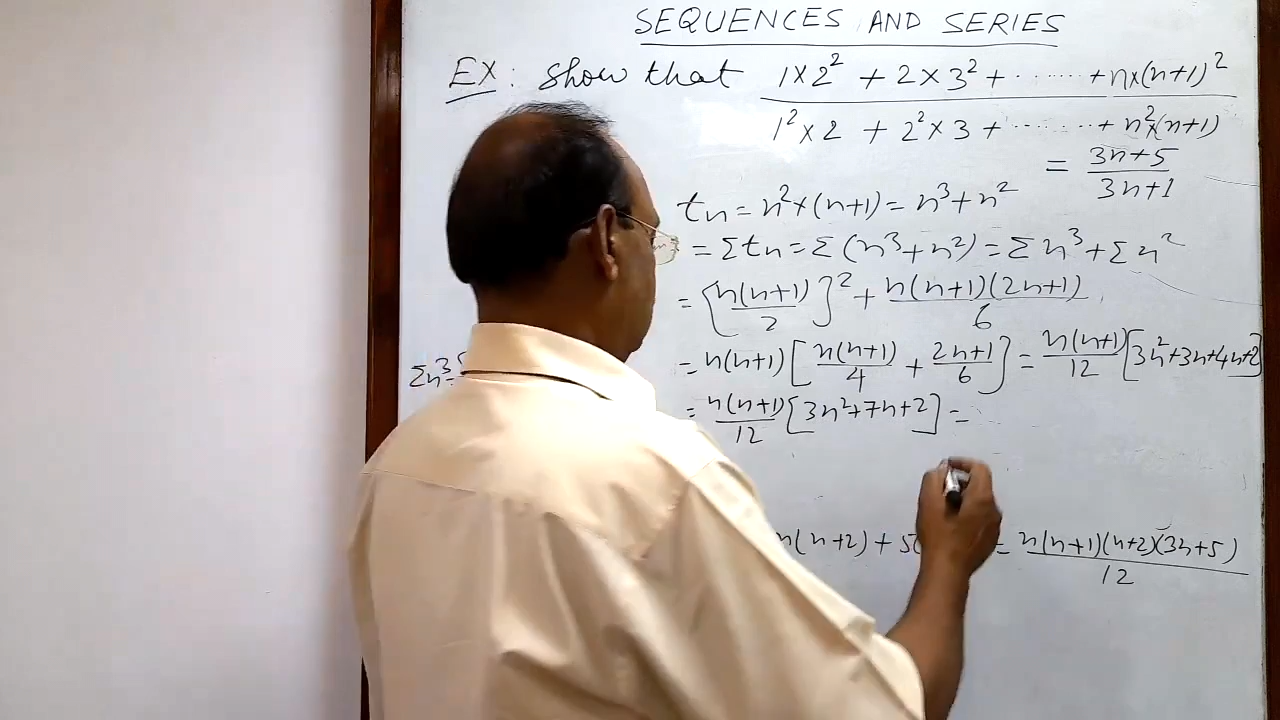 SEQUENCES AND SERIES
EX: Show that 1×2² + 2×3² + ······ + n×(n+1)²
1²×2 + 2²×3 + ······· + n²×(n+1)
= 3n+5
3n+1
tn = n²×(n+1) = n³+n²
= Σtn = Σ(n³+n²) = Σn³+Σn²
= {n(n+1)/2}² + n(n+1)(2n+1)/6
Σn³=
= n(n+1)[n(n+1)/4 + 2n+1/6] = n(n+1)/12 [3n²+3n+4n+2]
= n(n+1)/12 [3n²+7n+2] =
n(n+2)+5( = n(n+1)(n+2)(3n+5)/12